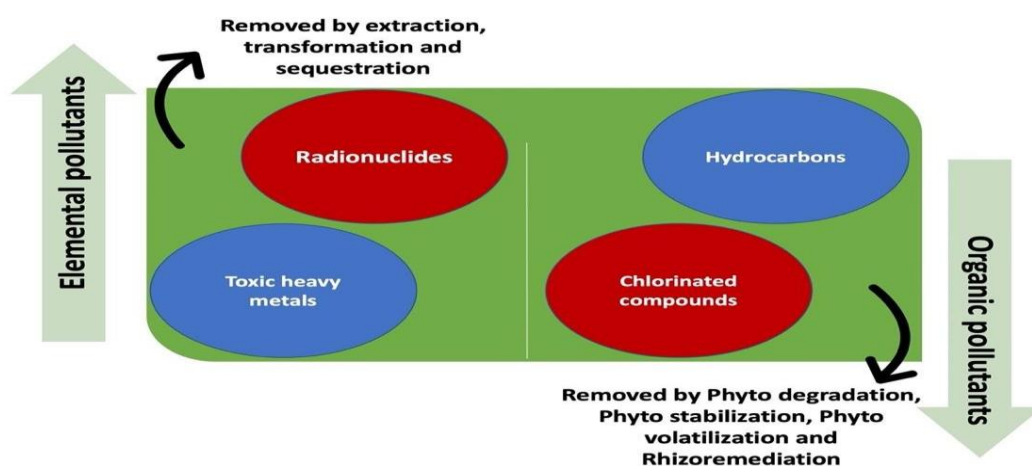 Removed by extraction,
transformation and
sequestration
Elemental pollutants
Radionuclides
Hydrocarbons
Toxic heavy
metals
Chlorinated
compounds
Organic pollutants
Removed by Phyto degradation,
Phyto stabilization, Phyto
volatilization and
Rhizoremediation